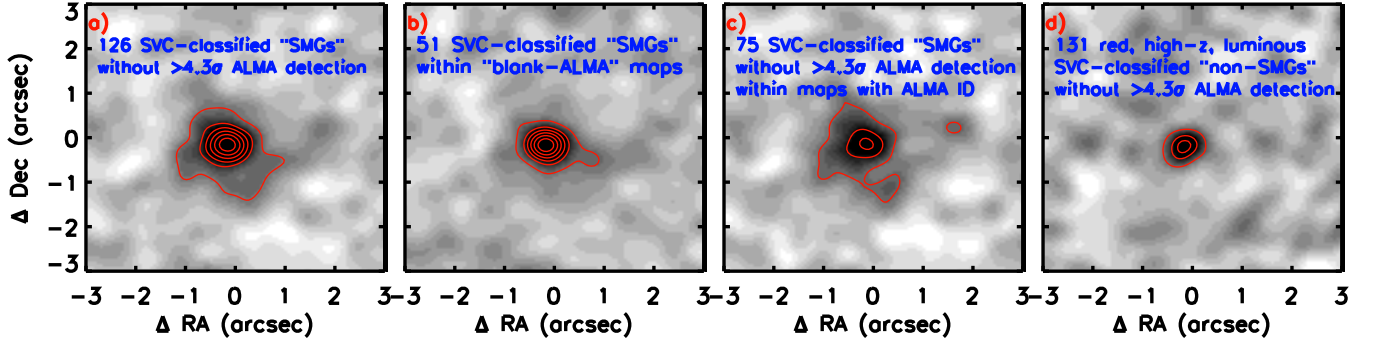 a)
126 SVC-classified "SMGs"
without >4.3σ ALMA detection
b)
51 SVC-classified "SMGs"
within "blank-ALMA" maps
c)
75 SVC-classified "SMGs"
without >4.3σ ALMA detection
within maps with ALMA ID
d)
131 red, high-z, luminous
SVC-classified "non-SMGs"
without >4.3σ ALMA detection
3
2
1
0
−1
−2
−3
Δ Dec (arcsec)
−3 −2 −1 0 1 2 3
−3 −2 −1 0 1 2 3
−3 −2 −1 0 1 2 3
−3 −2 −1 0 1 2 3
Δ RA (arcsec)
Δ RA (arcsec)
Δ RA (arcsec)
Δ RA (arcsec)